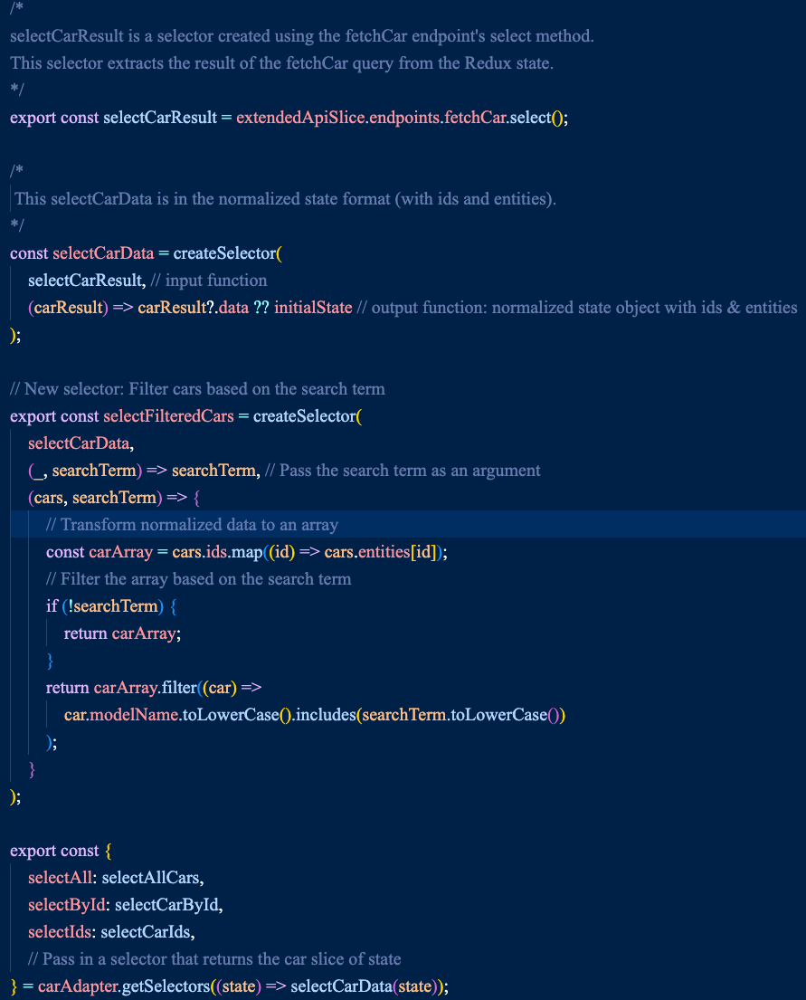 /*
selectCarResult is a selector created using the fetchCar endpoint's select method.
This selector extracts the result of the fetchCar query from the Redux state.
*/
export const selectCarResult = extendedApiSlice.endpoints.fetchCar.select();

/*
 This selectCarData is in the normalized state format (with ids and entities).
*/
const selectCarData = createSelector(
    selectCarResult, // input function
    (carResult) => carResult?.data ?? initialState // output function: normalized state object with ids & entities
);

// New selector: Filter cars based on the search term
export const selectFilteredCars = createSelector(
    selectCarData,
    (_, searchTerm) => searchTerm, // Pass the search term as an argument
    (cars, searchTerm) => {
        // Transform normalized data to an array
        const carArray = cars.ids.map((id) => cars.entities[id]);
        // Filter the array based on the search term
        if (!searchTerm) {
            return carArray;
        }
        return carArray.filter((car) =>
            car.modelName.toLowerCase().includes(searchTerm.toLowerCase())
        );
    }
);

export const {
    selectAll: selectAllCars,
    selectById: selectCarById,
    selectIds: selectCarIds,
    // Pass in a selector that returns the car slice of state
} = carAdapter.getSelectors((state) => selectCarData(state));